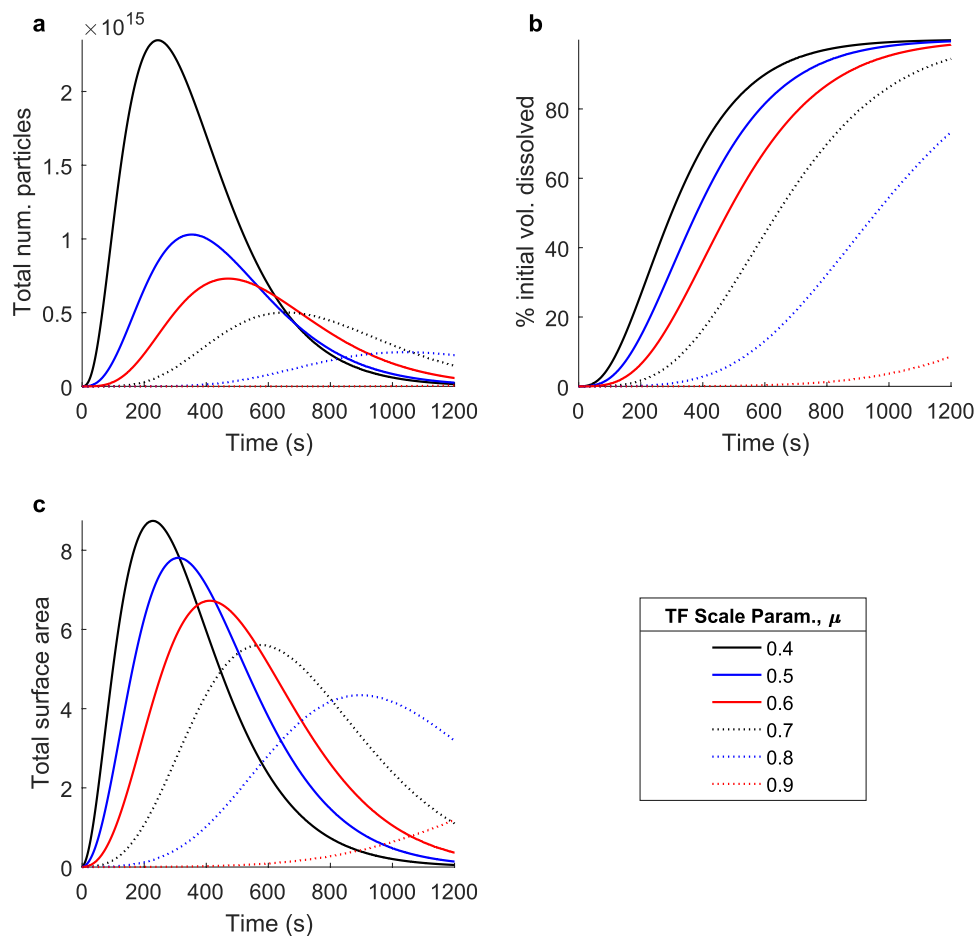 a
×10^15
Total num. particles
2
1.5
1
0.5
0
0 200 400 600 800 1000 1200
Time (s)
b
% initial vol. dissolved
80
60
40
20
0
0 200 400 600 800 1000 1200
Time (s)
c
Total surface area
8
6
4
2
0
0 200 400 600 800 1000 1200
Time (s)
TF Scale Param., μ
0.4
0.5
0.6
0.7
0.8
0.9